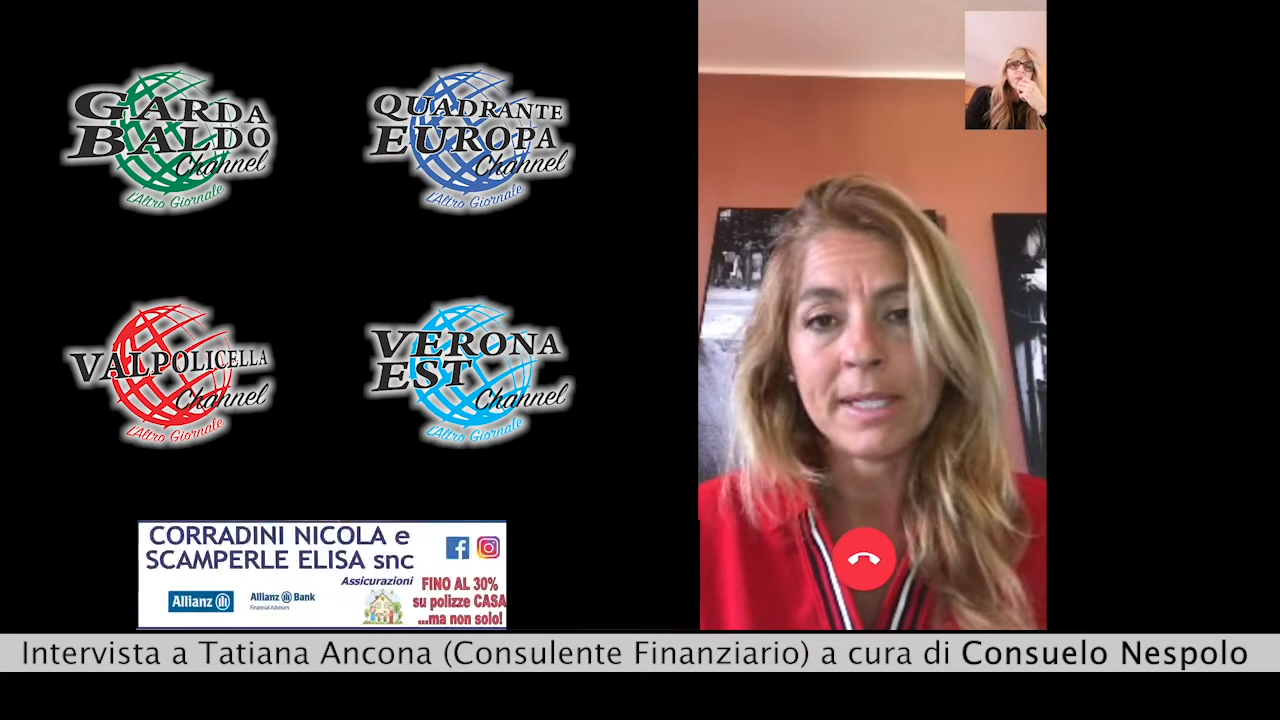 GARDA
BALDO
Channel
L'Altro Giornale
QUADRANTE
EUROPA
Channel
L'Altro Giornale
VALPOLICELLA
Channel
L'Altro Giornale
VERONA
EST
Channel
L'Altro Giornale
CORRADINI NICOLA e
SCAMPERLE ELISA snc
Assicurazioni
Allianz
Allianz Bank
Financial Advisors
FINO AL 30%
su polizze CASA
...ma non solo!
Intervista a Tatiana Ancona (Consulente Finanziario) a cura di Consuelo Nespolo